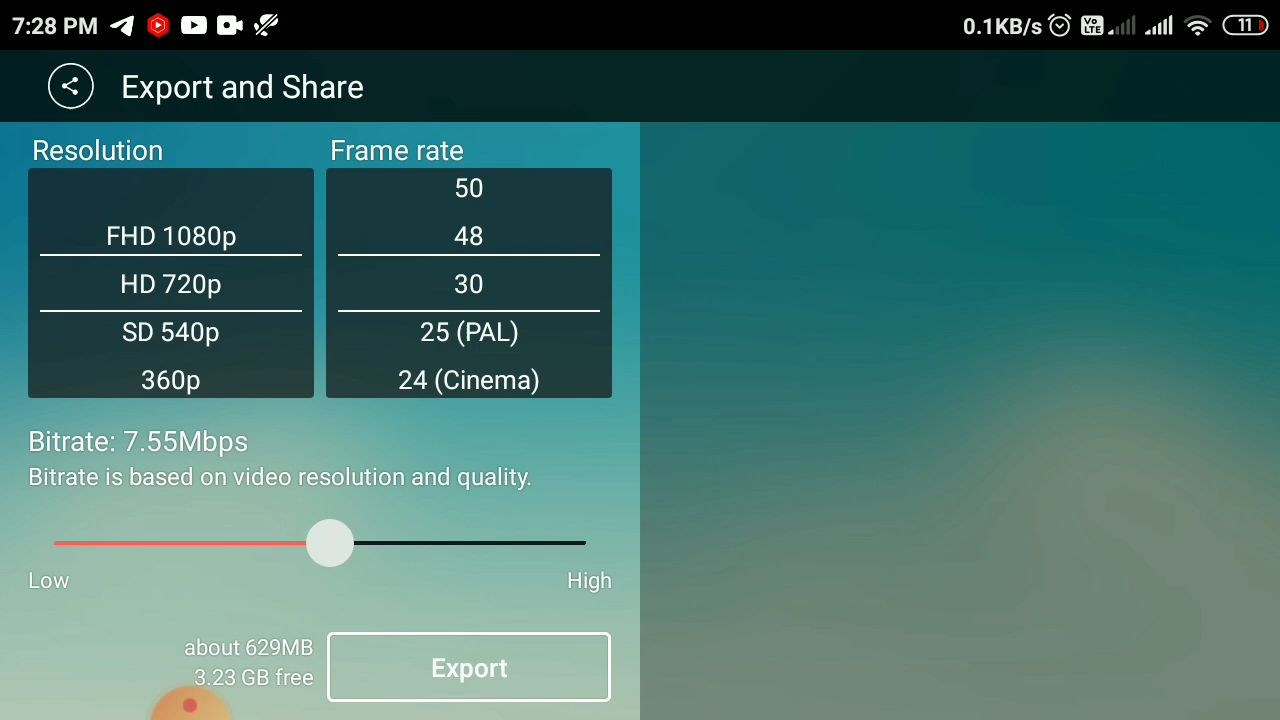 7:28 PM
0.1KB/s
Vo LTE
11
Export and Share
Resolution
Frame rate
FHD 1080p
HD 720p
SD 540p
360p
50
48
30
25 (PAL)
24 (Cinema)
Bitrate: 7.55Mbps
Bitrate is based on video resolution and quality.
Low
High
about 629MB
3.23 GB free
Export